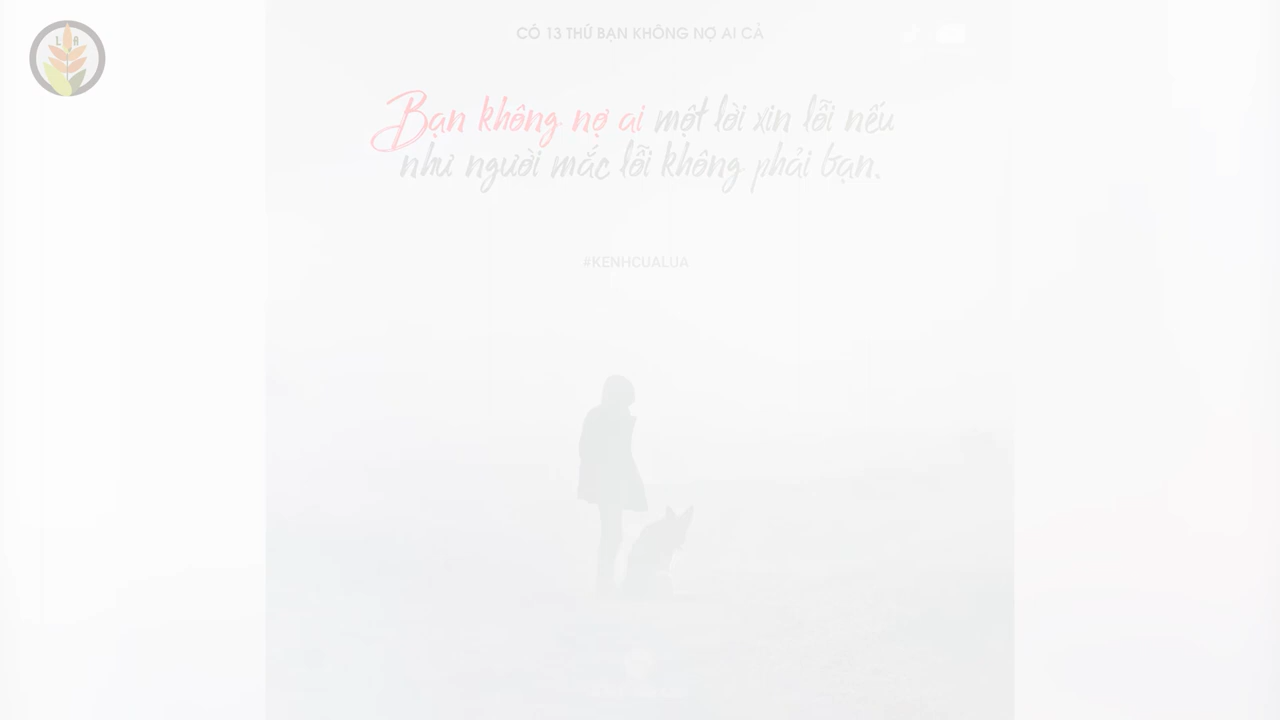 L A
CÓ 13 THỨ BẠN KHÔNG NỢ AI CẢ
Bạn không nợ ai một lời xin lỗi nếu
như người mắc lỗi không phải bạn.
#KENHCUALUA